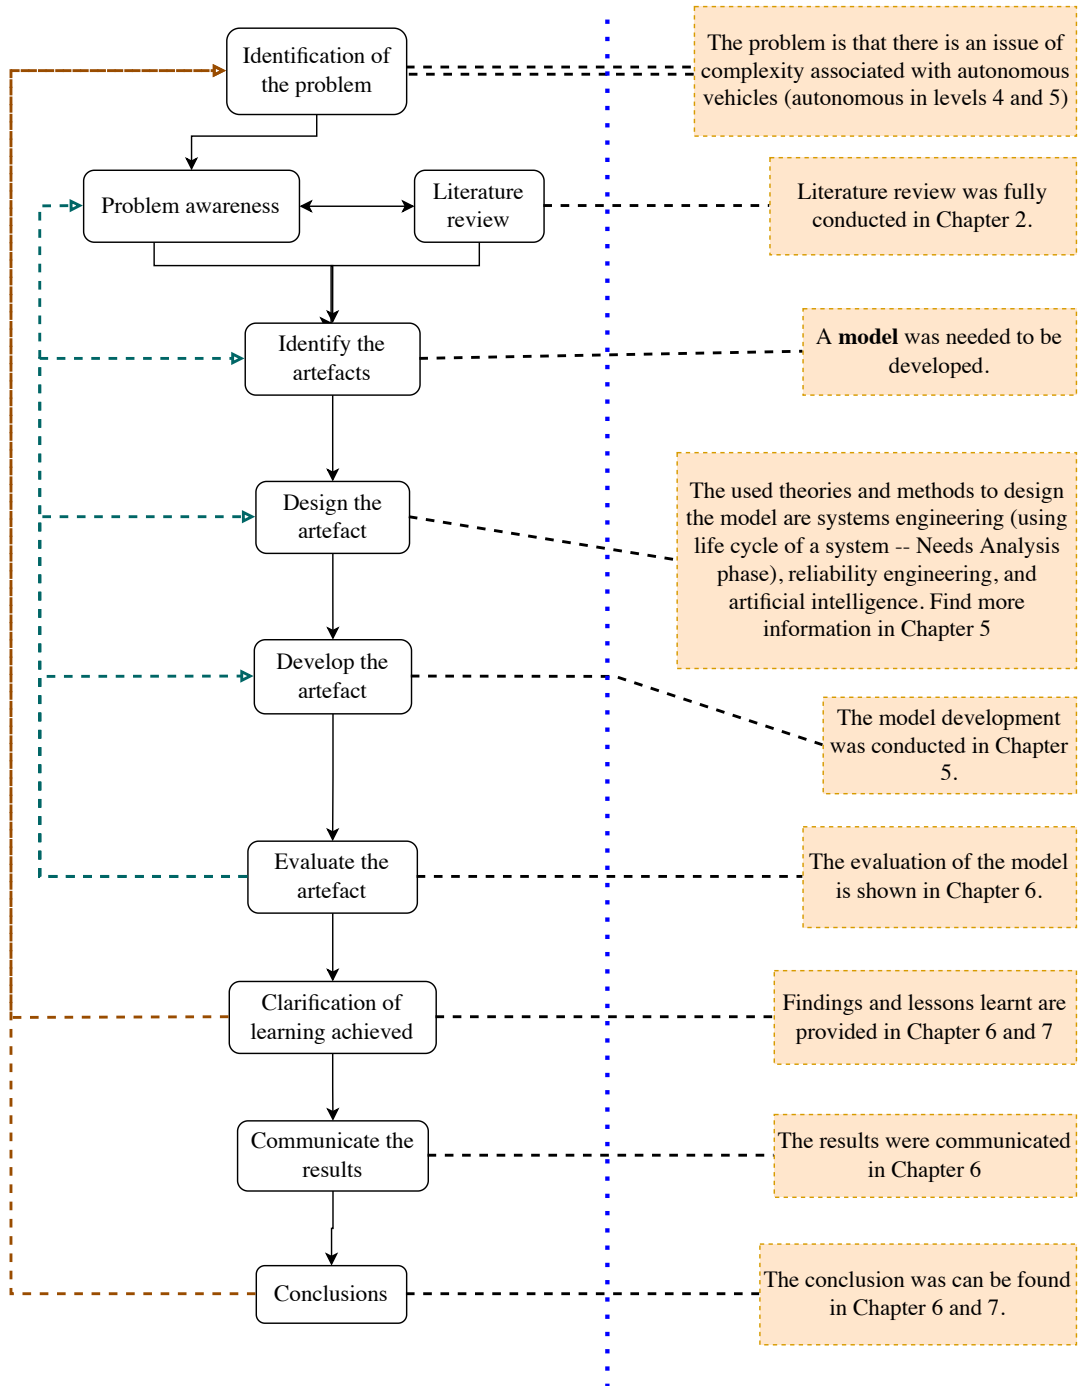 Identification of
the problem
The problem is that there is an issue of
complexity associated with autonomous
vehicles (autonomous in levels 4 and 5)
Problem awareness
Literature
review
Literature review was fully
conducted in Chapter 2.
Identify the
artefacts
A model was needed to be
developed.
Design the
artefact
The used theories and methods to design
the model are systems engineering (using
life cycle of a system -- Needs Analysis
phase), reliability engineering, and
artificial intelligence. Find more
information in Chapter 5
Develop the
artefact
The model development
was conducted in Chapter
5.
Evaluate the
artefact
The evaluation of the model
is shown in Chapter 6.
Clarification of
learning achieved
Findings and lessons learnt are
provided in Chapter 6 and 7
Communicate the
results
The results were communicated
in Chapter 6
Conclusions
The conclusion was can be found
in Chapter 6 and 7.